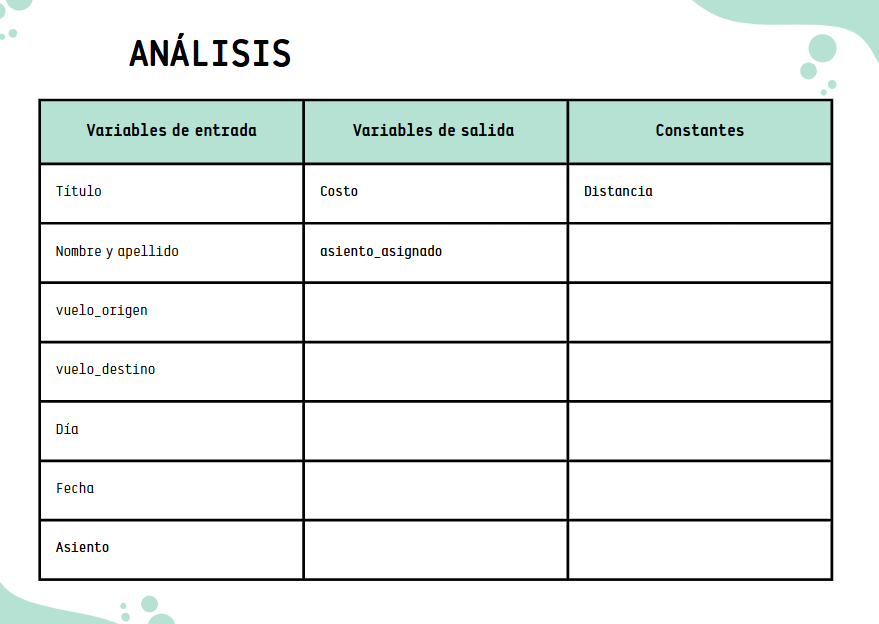 ANÁLISIS
Variables de entrada Variables de salida Constantes
Título Costo Distancia
Nombre y apellido asiento_asignado
vuelo_origen
vuelo_destino
Día
Fecha
Asiento